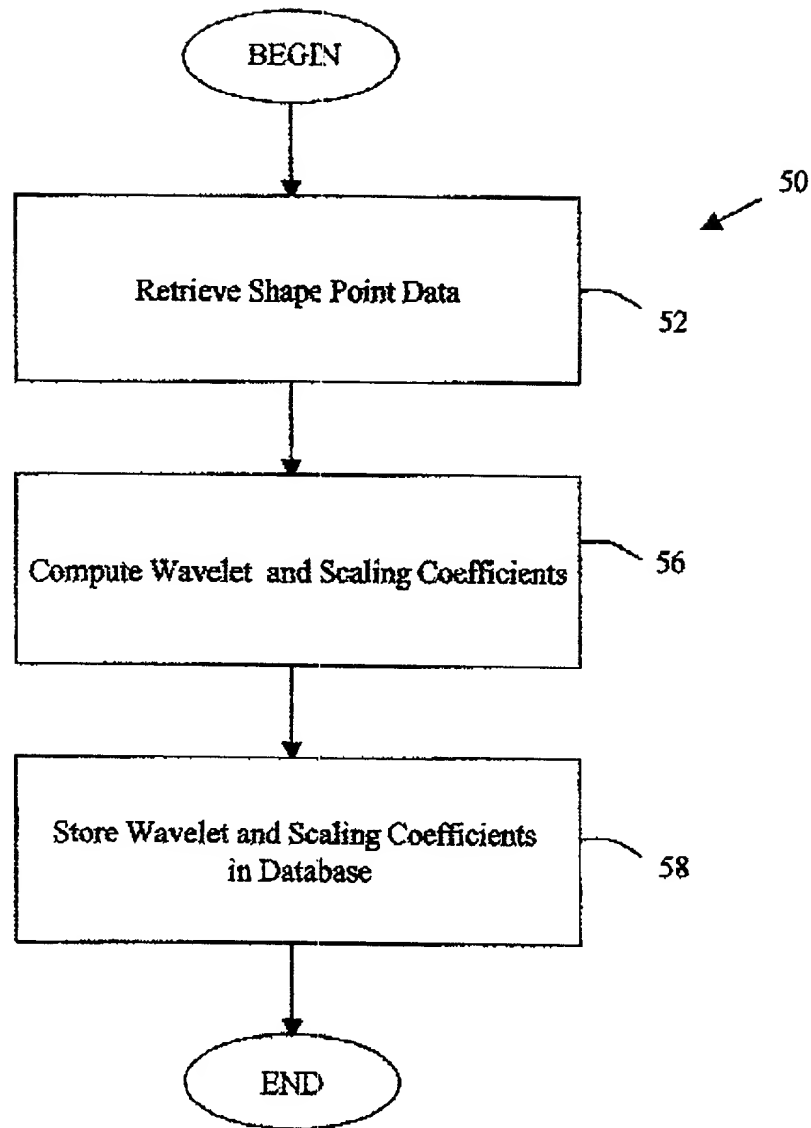 BEGIN
50
Retrieve Shape Point Data
52
Compute Wavelet and Scaling Coefficients
56
Store Wavelet and Scaling Coefficients
in Database
58
END